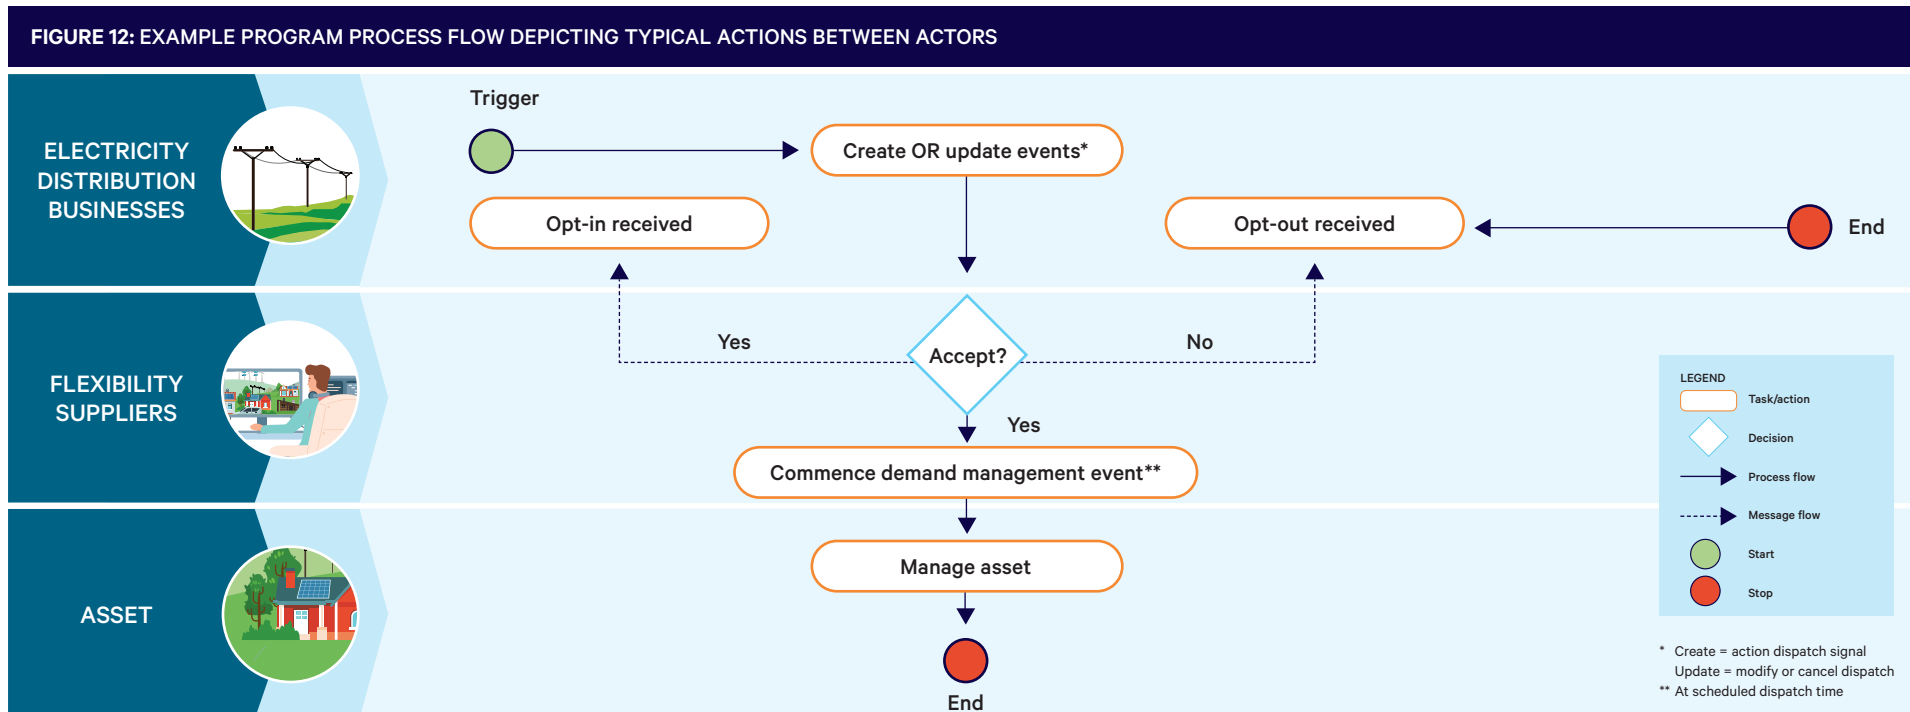 FIGURE 12: EXAMPLE PROGRAM PROCESS FLOW DEPICTING TYPICAL ACTIONS BETWEEN ACTORS
ELECTRICITY
DISTRIBUTION
BUSINESSES
Trigger
Create OR update events*
Opt-in received
Opt-out received
End
FLEXIBILITY
SUPPLIERS
Yes
Accept?
No
Yes
Commence demand management event**
ASSET
Manage asset
End
LEGEND
Task/action
Decision
Process flow
Message flow
Start
Stop
* Create = action dispatch signal
Update = modify or cancel dispatch
** At scheduled dispatch time